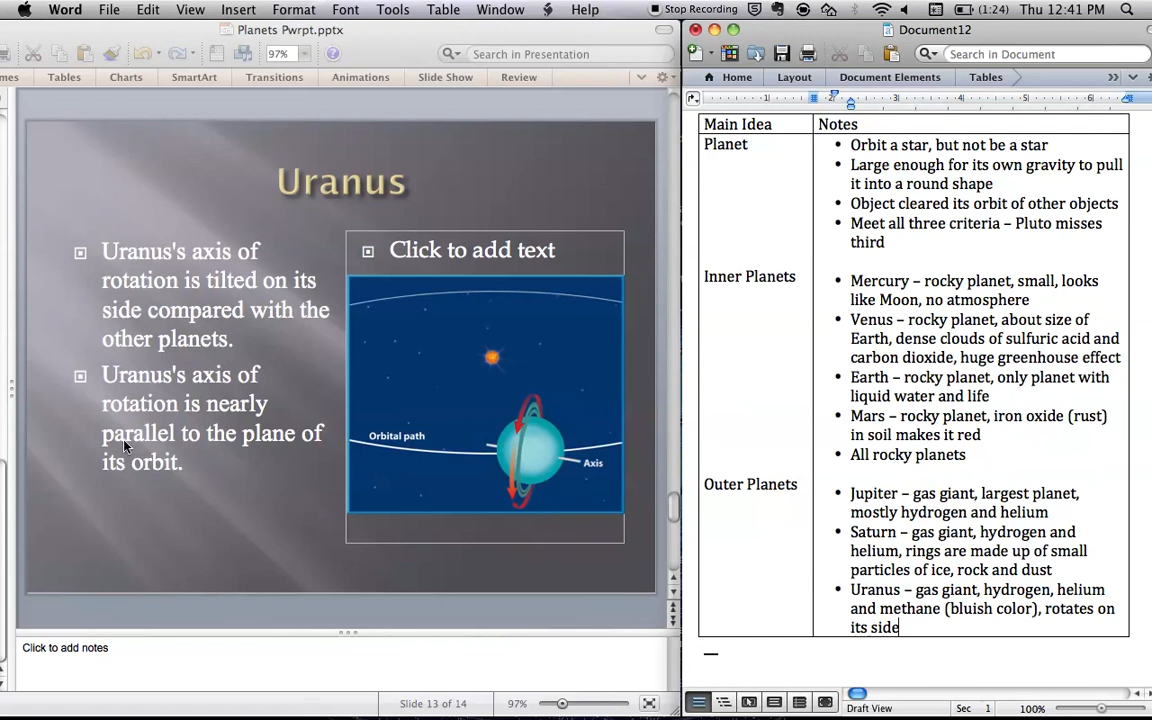 Word File Edit View Insert Format Font Tools Table Window Help Stop Recording (1:24) Thu 12:41 PM
Planets Pwrpt.pptx
97% Search in Presentation
mes Tables Charts SmartArt Transitions Animations Slide Show Review
Uranus
Uranus's axis of
rotation is tilted on its
side compared with the
other planets.
Uranus's axis of
rotation is nearly
parallel to the plane of
its orbit.
Click to add text
Orbital path
Axis
Click to add notes
Slide 13 of 14 97%
Document12
Search in Document
Home Layout Document Elements Tables
1 2 3 4 5 6
Main Idea Notes
Planet
• Orbit a star, but not be a star
• Large enough for its own gravity to pull
it into a round shape
• Object cleared its orbit of other objects
• Meet all three criteria – Pluto misses
third
Inner Planets
• Mercury – rocky planet, small, looks
like Moon, no atmosphere
• Venus – rocky planet, about size of
Earth, dense clouds of sulfuric acid and
carbon dioxide, huge greenhouse effect
• Earth – rocky planet, only planet with
liquid water and life
• Mars – rocky planet, iron oxide (rust)
in soil makes it red
• All rocky planets
Outer Planets
• Jupiter – gas giant, largest planet,
mostly hydrogen and helium
• Saturn – gas giant, hydrogen and
helium, rings are made up of small
particles of ice, rock and dust
• Uranus – gas giant, hydrogen, helium
and methane (bluish color), rotates on
its side
Draft View Sec 1 100%